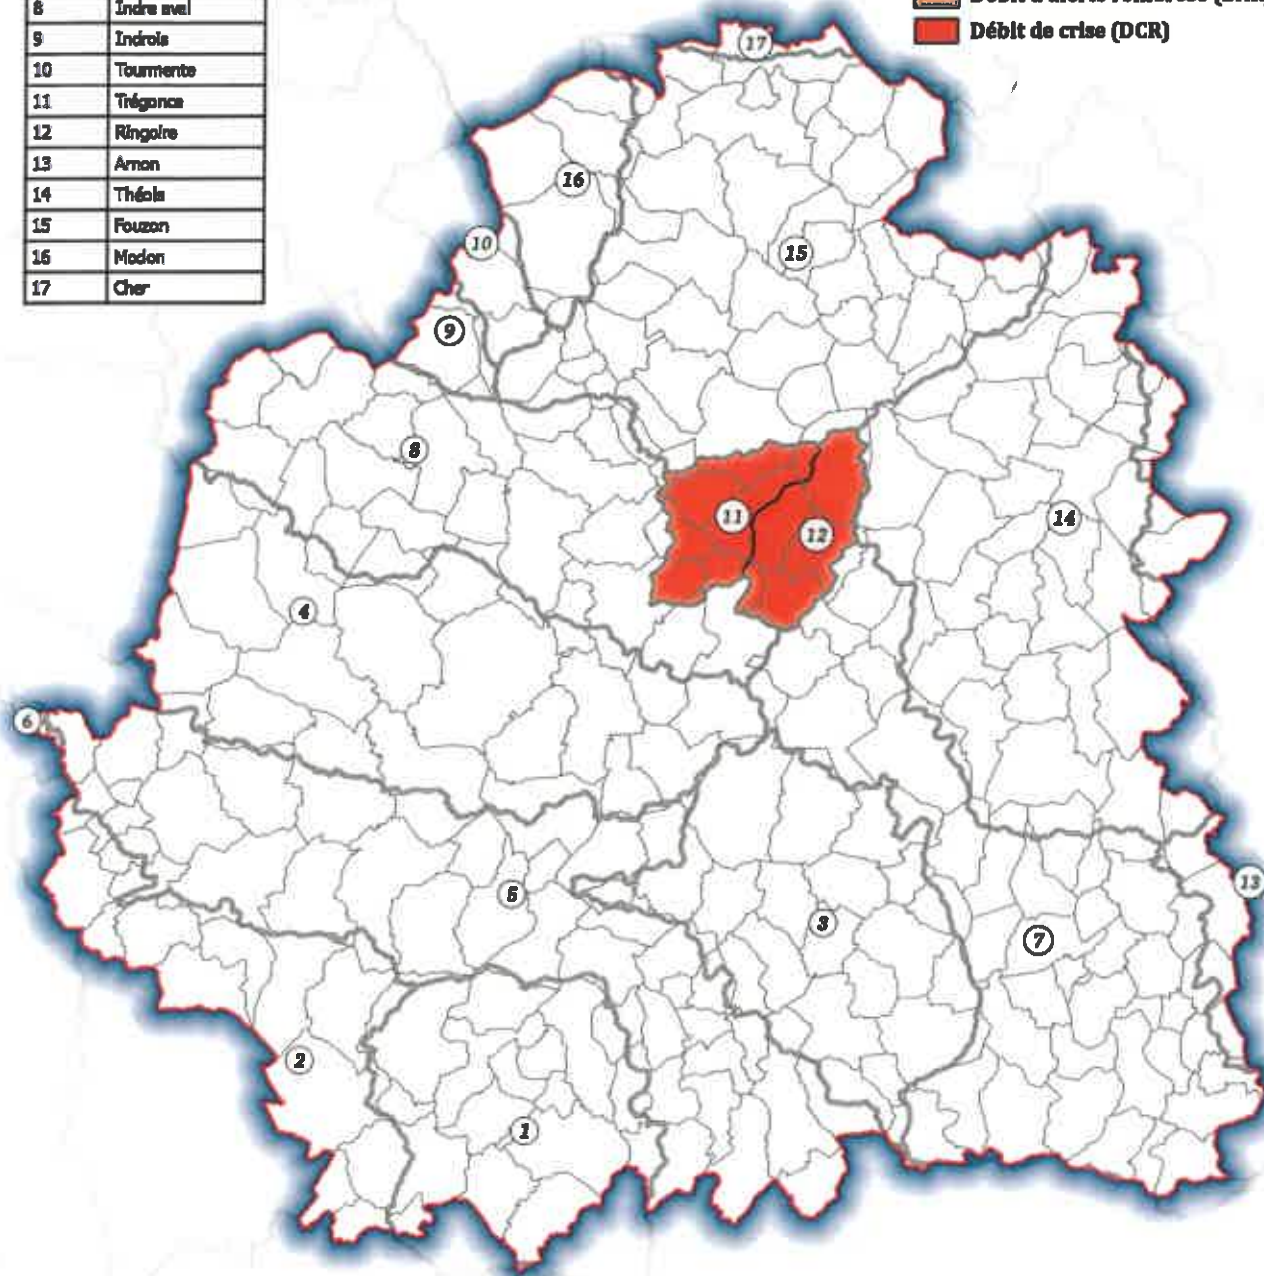 8 Indre aval
9 Indrois
10 Tourmente
11 Trégonce
12 Ringoire
13 Arnon
14 Théols
15 Fouzon
16 Modon
17 Cher
Débit de crise (DCR)
17
16
10
15
9
8
11
12
14
4
6
5
3
13
7
2
1